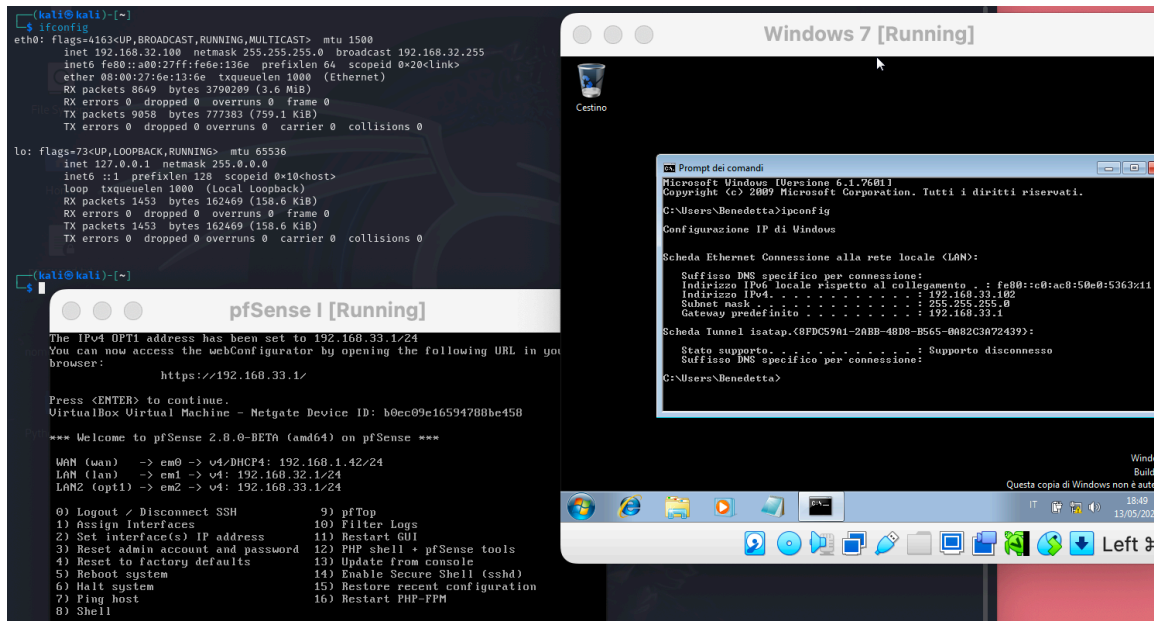 (kali㉿kali)-[~]
$ ifconfig
eth0: flags=4163<UP,BROADCAST,RUNNING,MULTICAST>  mtu 1500
inet 192.168.32.100  netmask 255.255.255.0  broadcast 192.168.32.255
inet6 fe80::a00:27ff:fe6e:136e  prefixlen 64  scopeid 0×20<link>
ether 08:00:27:6e:13:6e  txqueuelen 1000  (Ethernet)
RX packets 8649  bytes 3790209 (3.6 MiB)
RX errors 0  dropped 0  overruns 0  frame 0
TX packets 9058  bytes 777383 (759.1 KiB)
TX errors 0  dropped 0 overruns 0  carrier 0  collisions 0
lo: flags=73<UP,LOOPBACK,RUNNING>  mtu 65536
inet 127.0.0.1  netmask 255.0.0.0
inet6 ::1  prefixlen 128  scopeid 0×10<host>
loop  txqueuelen 1000  (Local Loopback)
RX packets 1453  bytes 162469 (158.6 KiB)
RX errors 0  dropped 0  overruns 0  frame 0
TX packets 1453  bytes 162469 (158.6 KiB)
TX errors 0  dropped 0 overruns 0  carrier 0  collisions 0
(kali㉿kali)-[~]
$
pfSense I [Running]
The IPv4 OPT1 address has been set to 192.168.33.1/24
You can now access the webConfigurator by opening the following URL in you
browser:
https://192.168.33.1/
Press <ENTER> to continue.
VirtualBox Virtual Machine - Netgate Device ID: b0ec09e16594788be458
*** Welcome to pfSense 2.8.0-BETA (amd64) on pfSense ***
WAN (wan)    -> em0 -> v4/DHCP4: 192.168.1.42/24
LAN (lan)    -> em1 -> v4: 192.168.32.1/24
LAN2 (opt1) -> em2 -> v4: 192.168.33.1/24
0) Logout / Disconnect SSH            9) pfTop
1) Assign Interfaces                 10) Filter Logs
2) Set interface(s) IP address       11) Restart GUI
3) Reset admin account and password  12) PHP shell + pfSense tools
4) Reset to factory defaults         13) Update from console
5) Reboot system                     14) Enable Secure Shell (sshd)
6) Halt system                       15) Restore recent configuration
7) Ping host                         16) Restart PHP-FPM
8) Shell
Windows 7 [Running]
Cestino
Prompt dei comandi
Microsoft Windows [Versione 6.1.7601]
Copyright (c) 2009 Microsoft Corporation. Tutti i diritti riservati.
C:\Users\Benedetta>ipconfig
Configurazione IP di Windows
Scheda Ethernet Connessione alla rete locale (LAN):
Suffisso DNS specifico per connessione:
Indirizzo IPv6 locale rispetto al collegamento . : fe80::c0:ac8:50e0:5363%11
Indirizzo IPv4. . . . . . . . . . . . : 192.168.33.102
Subnet mask . . . . . . . . . . . . . : 255.255.255.0
Gateway predefinito . . . . . . . . . : 192.168.33.1
Scheda Tunnel isatap.{8FDC59A1-2ABB-48D8-B565-0A82C3A72439}:
Stato supporto. . . . . . . . . . . . : Supporto disconnesso
Suffisso DNS specifico per connessione:
C:\Users\Benedetta>
Wind
Build
Questa copia di Windows non è aute
IT
18:49
13/05/202
Left ⌘